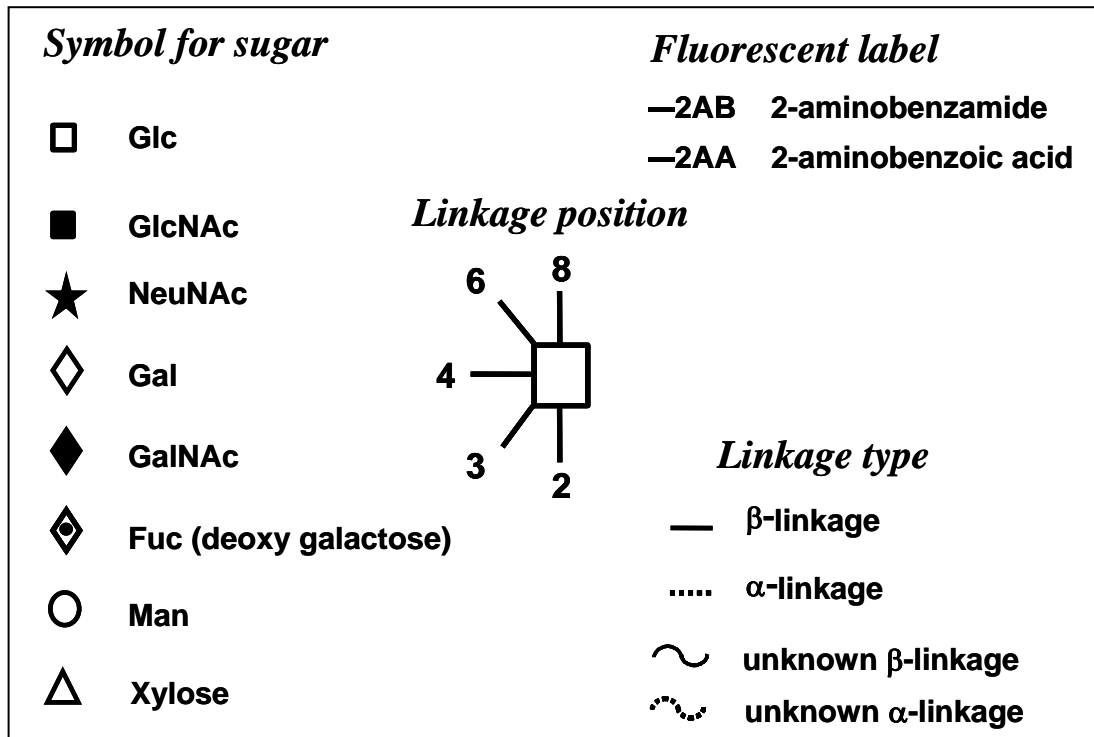 Symbol for sugar
Glc
GlcNAc
NeuNAc
Gal
GalNAc
Fuc (deoxy galactose)
Man
Xylose
Fluorescent label
—2AB 2-aminobenzamide
—2AA 2-aminobenzoic acid
Linkage position
6
8
4
3
2
Linkage type
β-linkage
α-linkage
unknown β-linkage
unknown α-linkage